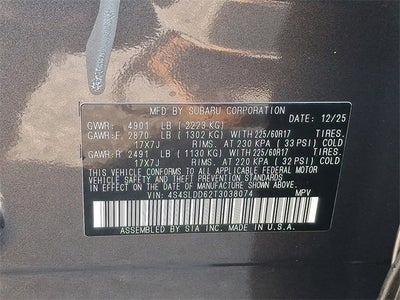 MFD. BY SUBARU CORPORATION DATE: 12/25
GVWR: 4901 LB ( 2223 KG)
GAWR-F. 2870 LB ( 1302 KG) WITH 225/60R17 TIRES.
17X7J RIMS. AT 230 KPA ( 33 PSI) COLD
GAWR-R 2491 LB ( 1130 KG) WITH 225/60R17 TIRES.
17X7J RIMS. AT 220 KPA ( 32 PSI) COLD
THIS VEHICLE CONFORMS TO ALL APPLICABLE
FEDERAL MOTOR VEHICLE SAFETY
AND THEFT PREVENTION STANDARDS IN EFFECT ON
THE DATE OF MANUFACTURE SHOWN ABOVE.
VIN: 4S4SLDD62T3038074 MPV
ASSEMBLED BY SIA INC. MADE IN U.S.A.